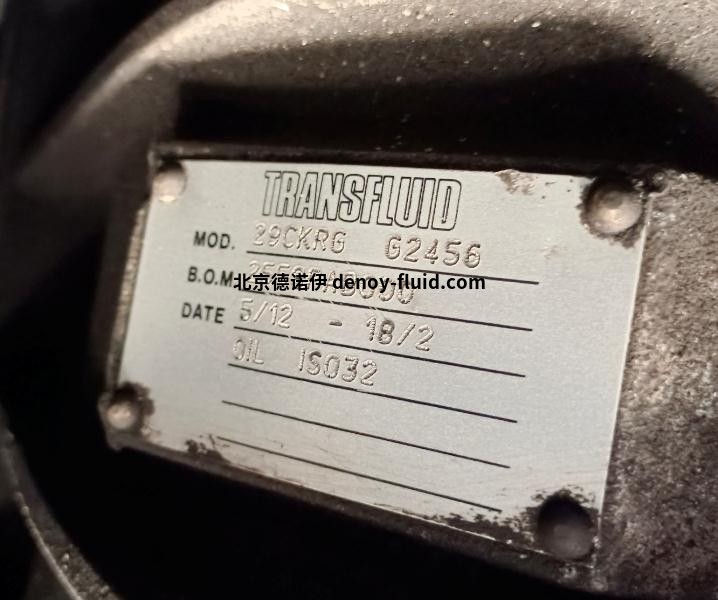 TRANSFLUID
MOD. 29CKRG G2456
B.O.M
北京德诺伊 denoy-fluid.com
DATE 5/12 - 18/2
OIL ISO32